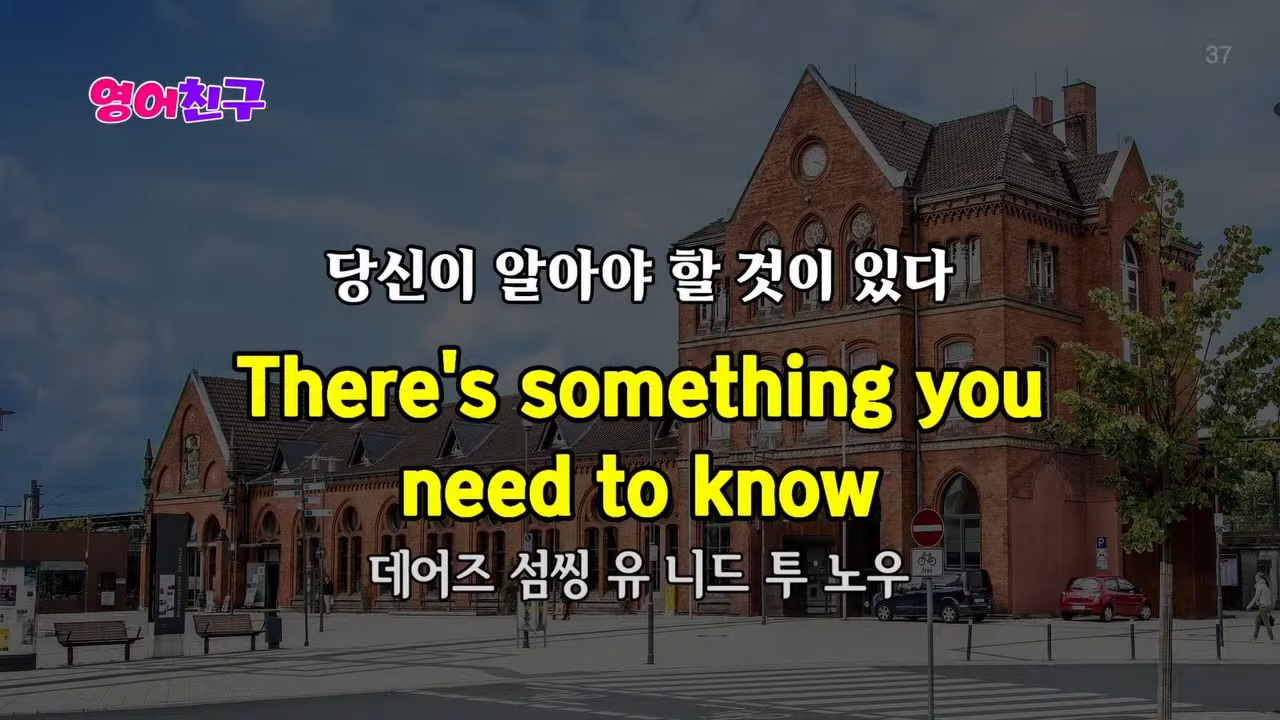 37
영어친구
당신이 알아야 할 것이 있다
There's something you
need to know
데어즈 섬씽 유 니드 투 노우
P
frei